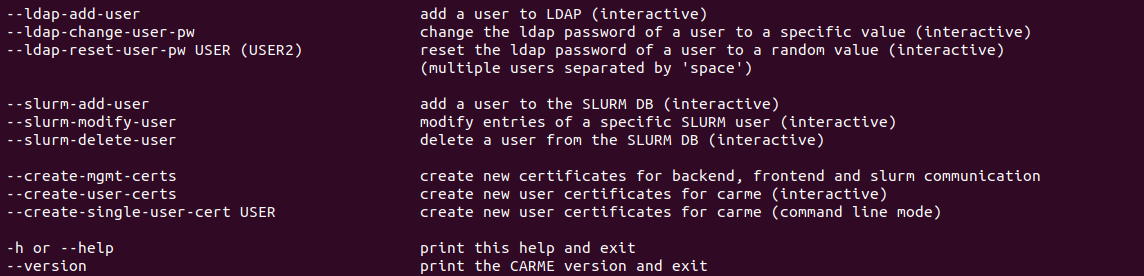 --ldap-add-user                                 add a user to LDAP (interactive)
--ldap-change-user-pw                           change the ldap password of a user to a specific value (interactive)
--ldap-reset-user-pw USER (USER2)               reset the ldap password of a user to a random value (interactive)
                                                (multiple users separated by 'space')

--slurm-add-user                                add a user to the SLURM DB (interactive)
--slurm-modify-user                             modify entries of a specific SLURM user (interactive)
--slurm-delete-user                             delete a user from the SLURM DB (interactive)

--create-mgmt-certs                             create new certificates for backend, frontend and slurm communication
--create-user-certs                             create new user certificates for carme (interactive)
--create-single-user-cert USER                  create new user certificates for carme (command line mode)

-h or --help                                    print this help and exit
--version                                       print the CARME version and exit